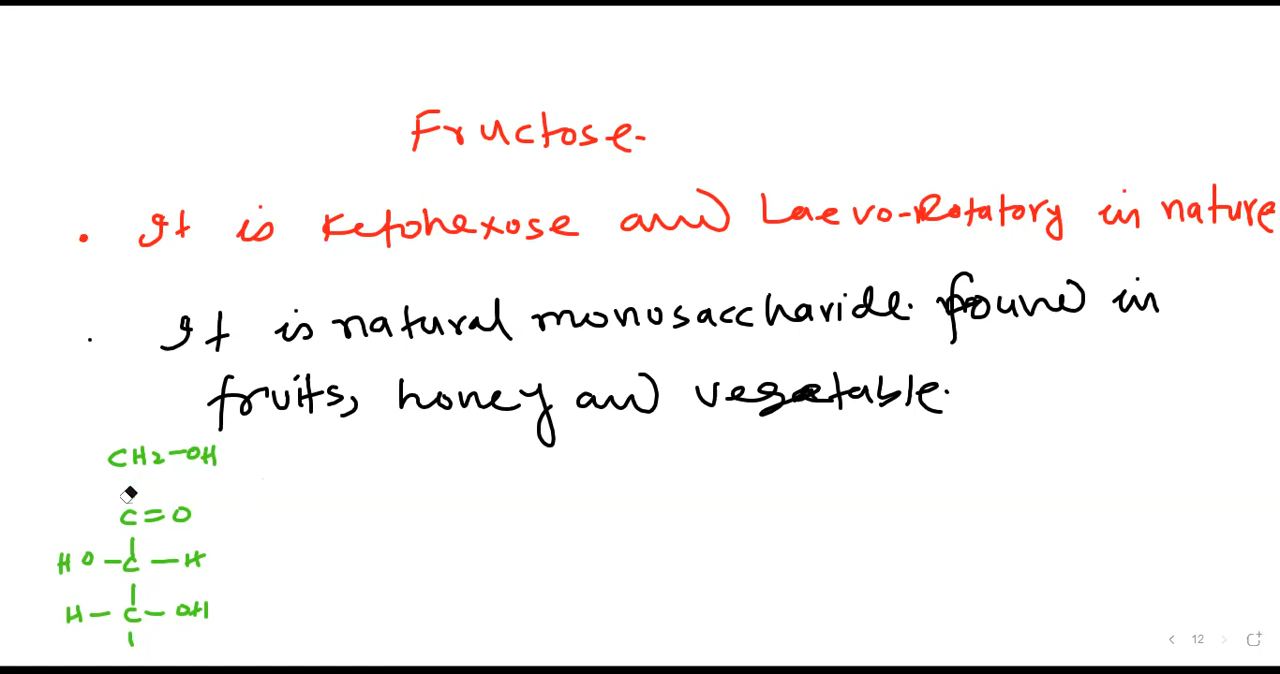 Fructose.
. It is Ketohexose and Laevo-Rotatory in nature
. It is natural monosaccharide. found in
fruits, honey and vegetable.
CH2-OH
C=O
HO-C-H
H-C-OH
12